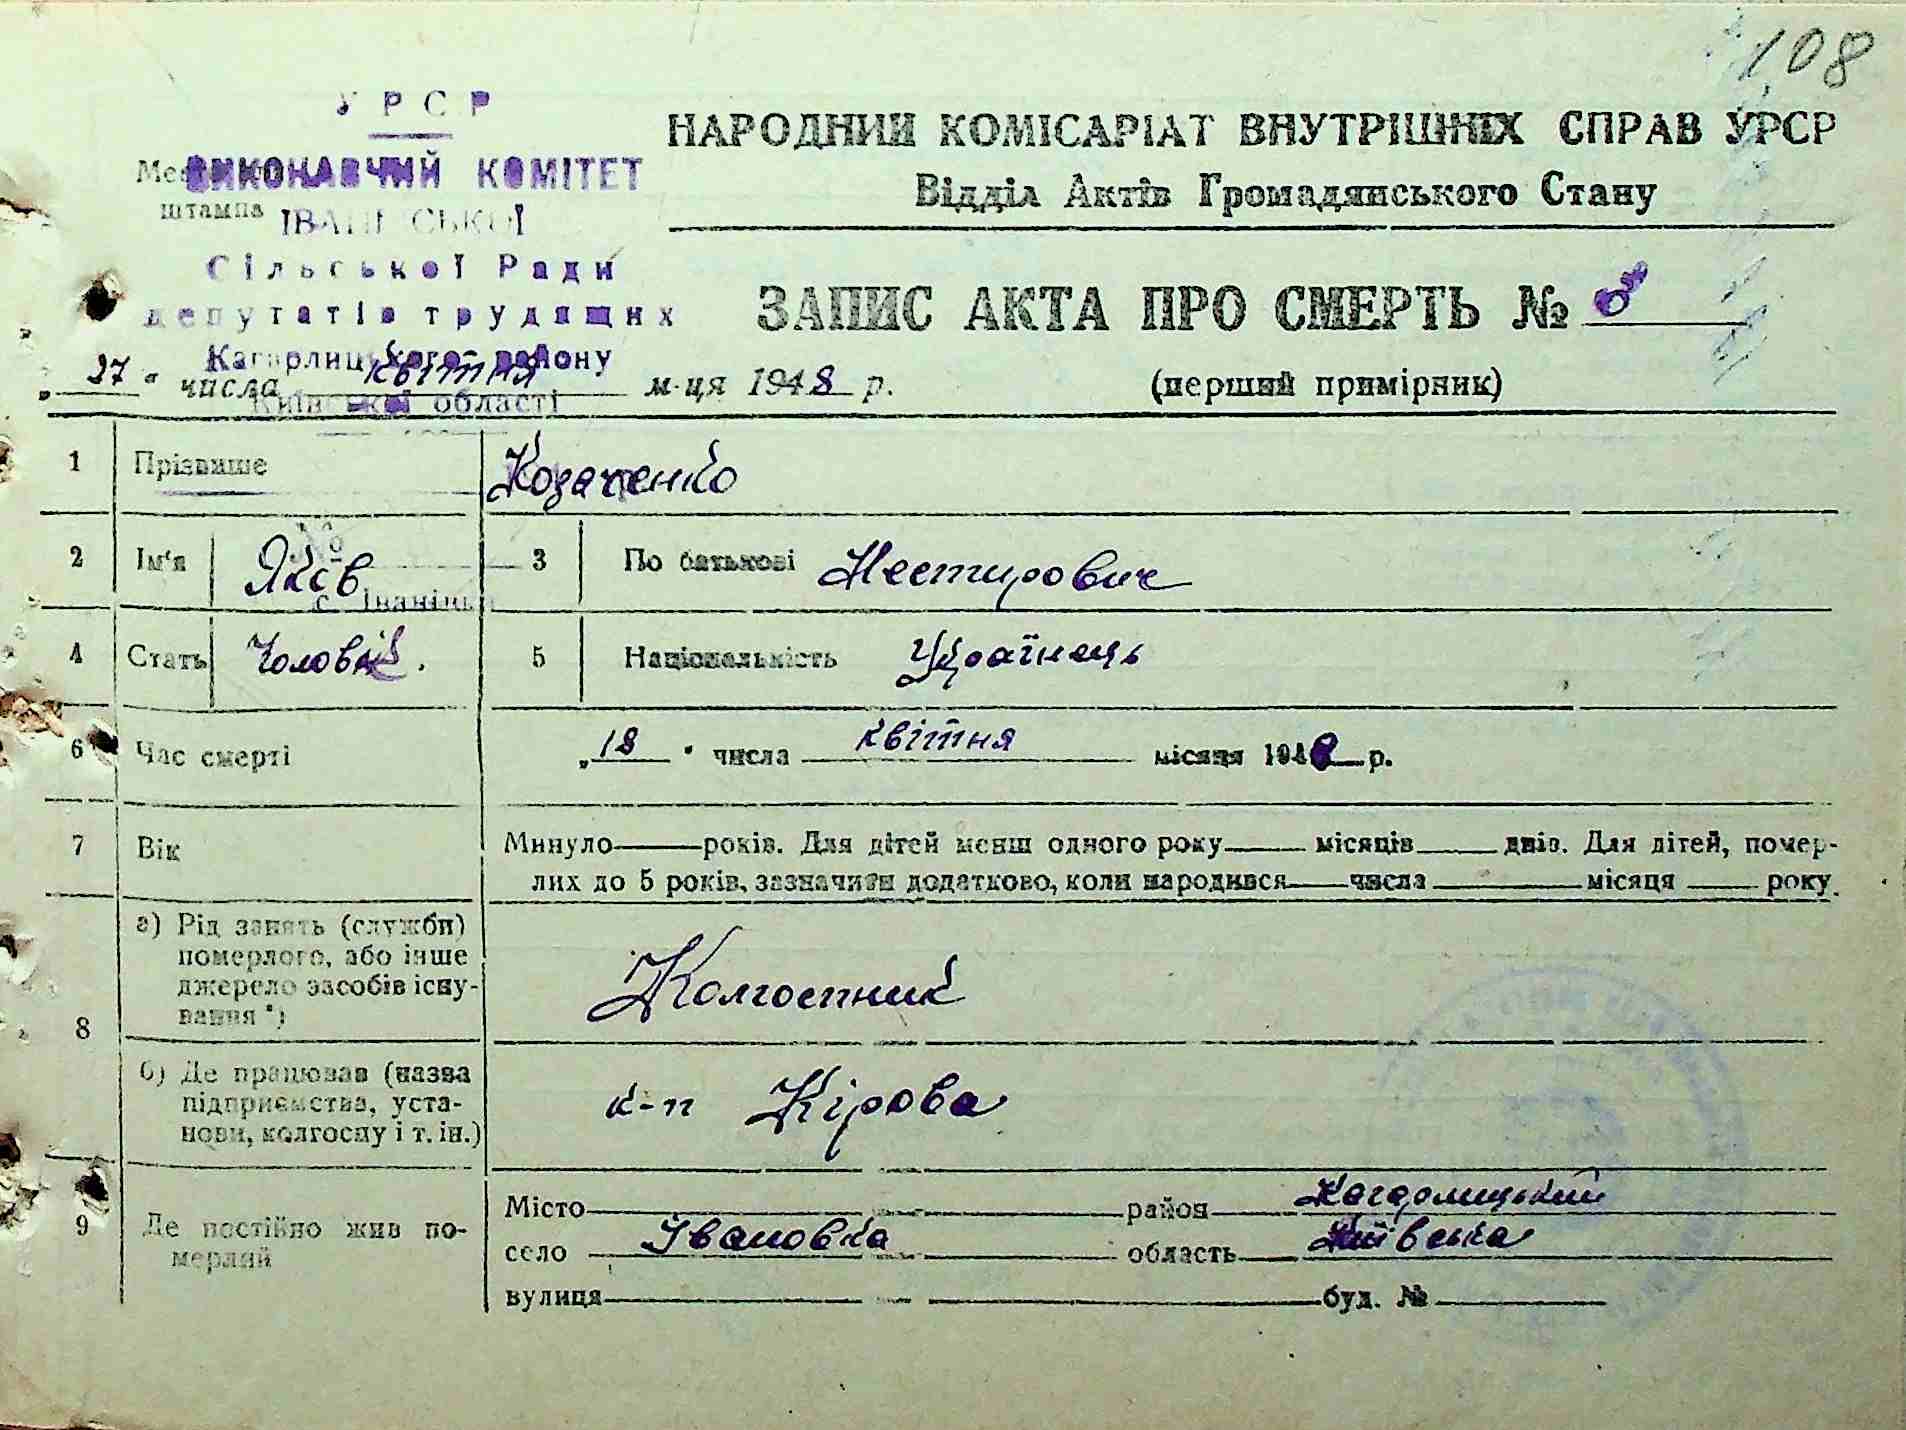 108
УРСР
ВИКОНАВЧИЙ КОМІТЕТ
штампа
Сільської Ради
депутатів трудящих
Кагарлицького району
Київської області
НАРОДНИЙ КОМІСАРІАТ ВНУТРІШНІХ СПРАВ УРСР
Відділ Актів Громадянського Стану
ЗАПИС АКТА ПРО СМЕРТЬ № 8
„27“ числа квітня м-ця 1948 р.
(перший примірник)
1 Прізвище Козаченко
2 Ім'я Яков 3 По батькові Нестирович
№
с.
4 Стать Чоловік. 5 Національність Українець
6 Час смерті „18“ числа квітня місяця 1948 р.
7 Вік Минуло — років. Для дітей менш одного року — місяців — днів. Для дітей, помер-
лих до 5 років, зазначити додатково, коли народився — числа — місяця — року.
8 а) Рід занять (служби)
померлого, або інше
джерело засобів існу-
вання *)
Колгоспник
б) Де працював (назва
підприємства, уста-
нови, колгоспу і т. ін.)
к-п Кірова
9 Де постійно жив по-
мерлий
Місто район Кагарлицький
село Івановка область Київська
вулиця буд. №